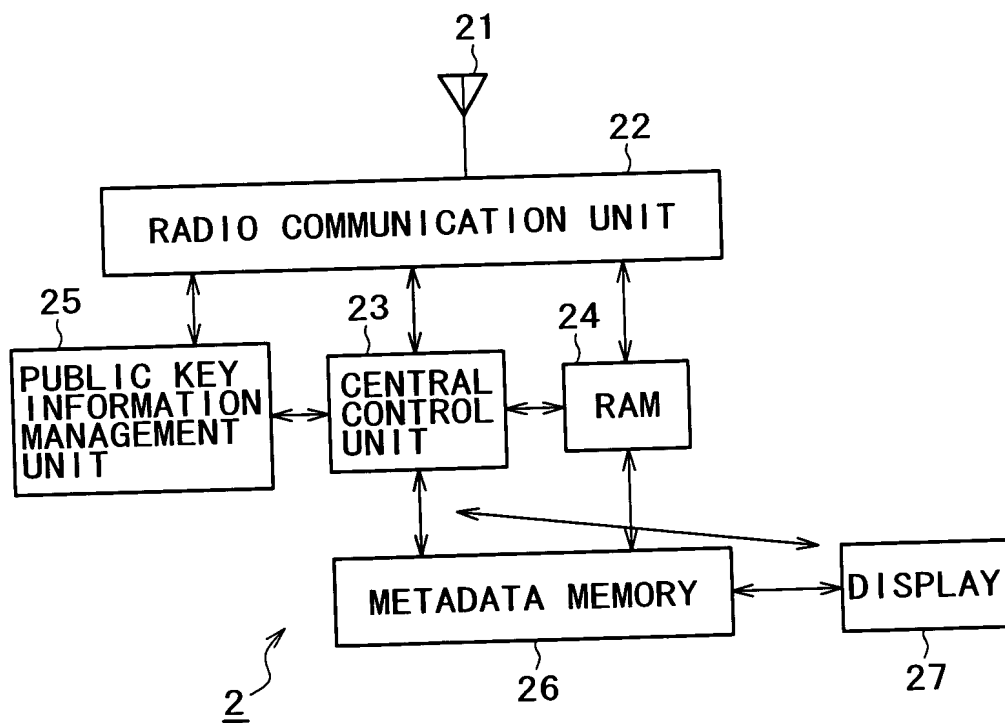 21
22
RADIO COMMUNICATION UNIT
25
23
24
PUBLIC KEY
INFORMATION
MANAGEMENT
UNIT
CENTRAL
CONTROL
UNIT
RAM
METADATA MEMORY
DISPLAY
2
26
27